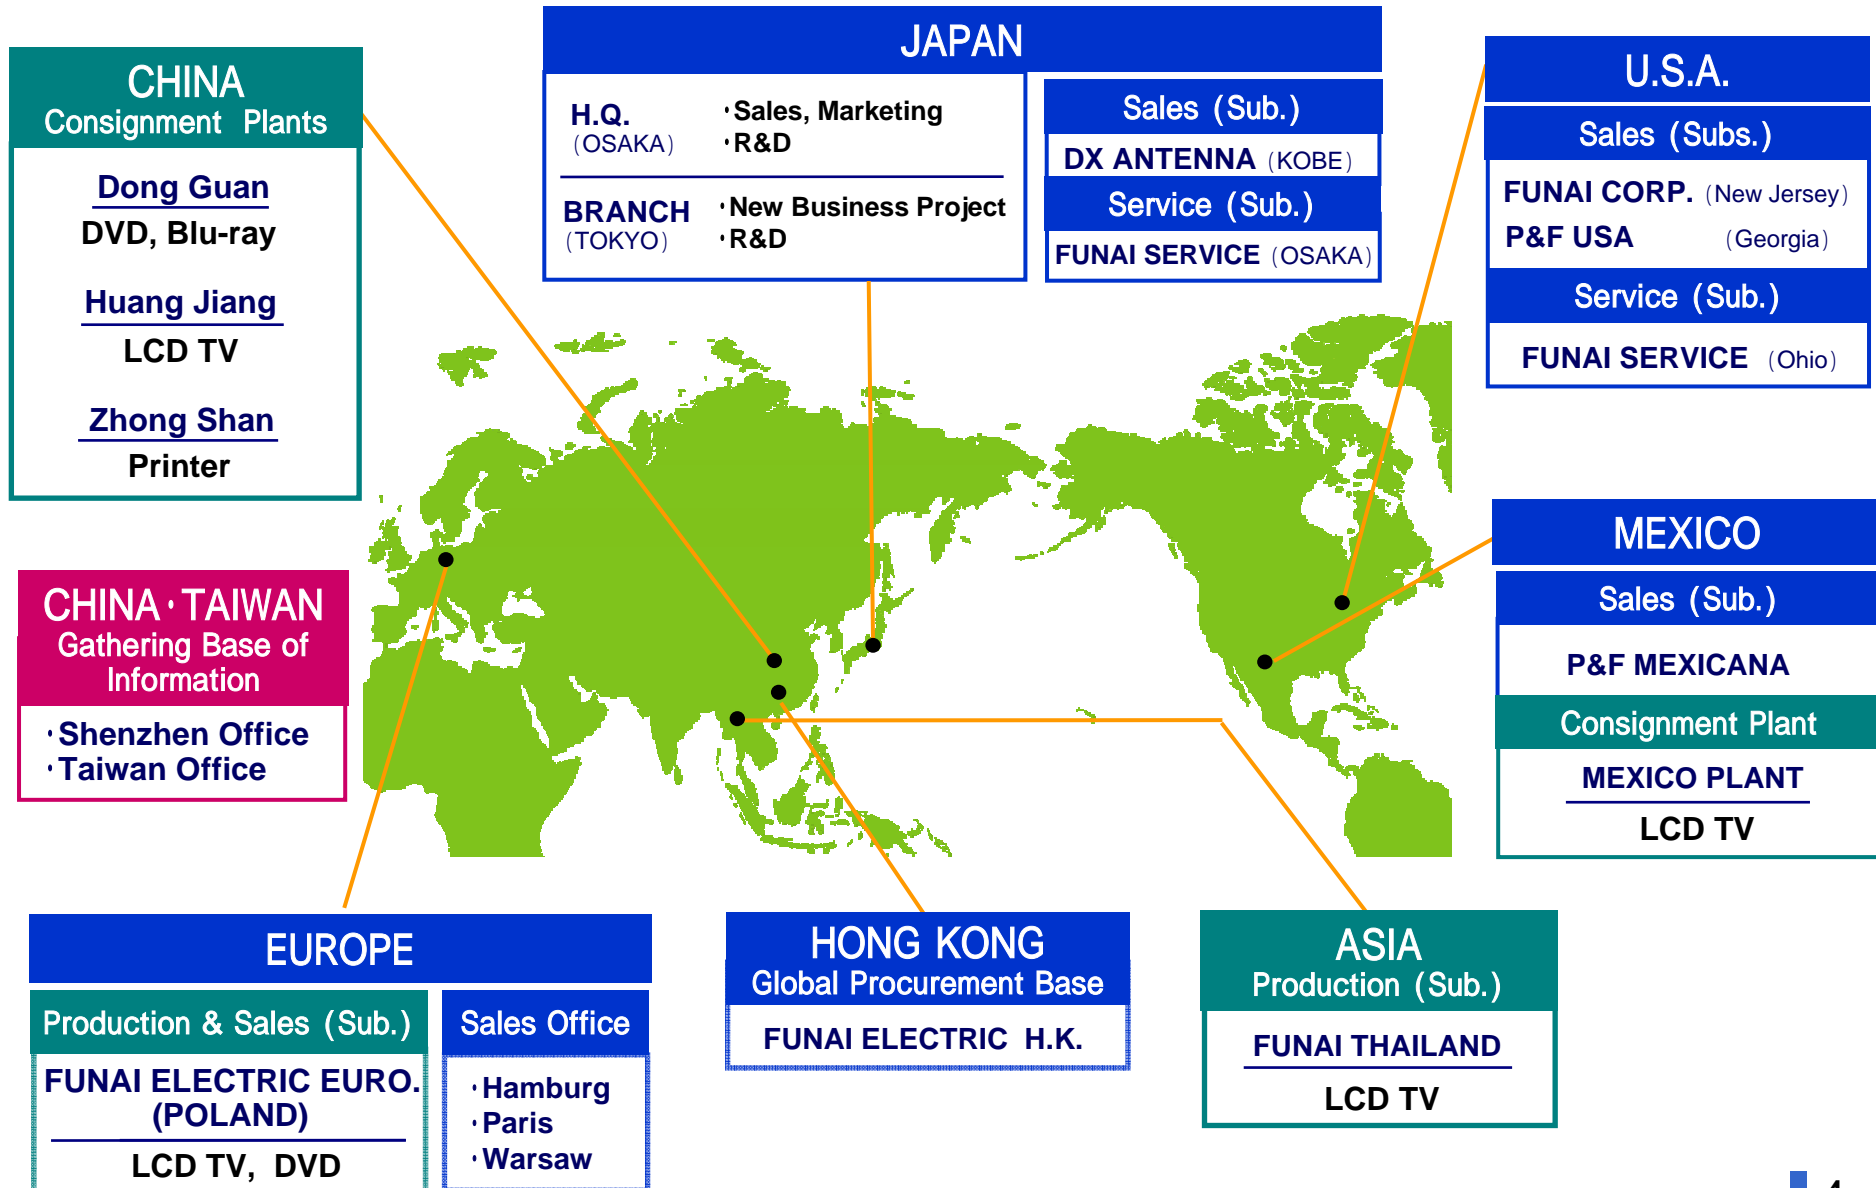 JAPAN
H.Q.
(OSAKA)
・Sales, Marketing
・R&D
BRANCH
(TOKYO)
・New Business Project
・R&D
Sales (Sub.)
DX ANTENNA (KOBE)
Service (Sub.)
FUNAI SERVICE (OSAKA)
CHINA
Consignment Plants
Dong Guan
DVD, Blu-ray
Huang Jiang
LCD TV
Zhong Shan
Printer
U.S.A.
Sales (Subs.)
FUNAI CORP. (New Jersey)
P&F USA (Georgia)
Service (Sub.)
FUNAI SERVICE (Ohio)
MEXICO
Sales (Sub.)
P&F MEXICANA
Consignment Plant
MEXICO PLANT
LCD TV
CHINA・TAIWAN
Gathering Base of
Information
・Shenzhen Office
・Taiwan Office
EUROPE
Production & Sales (Sub.)
FUNAI ELECTRIC EURO.
(POLAND)
LCD TV, DVD
Sales Office
・Hamburg
・Paris
・Warsaw
HONG KONG
Global Procurement Base
FUNAI ELECTRIC H.K.
ASIA
Production (Sub.)
FUNAI THAILAND
LCD TV